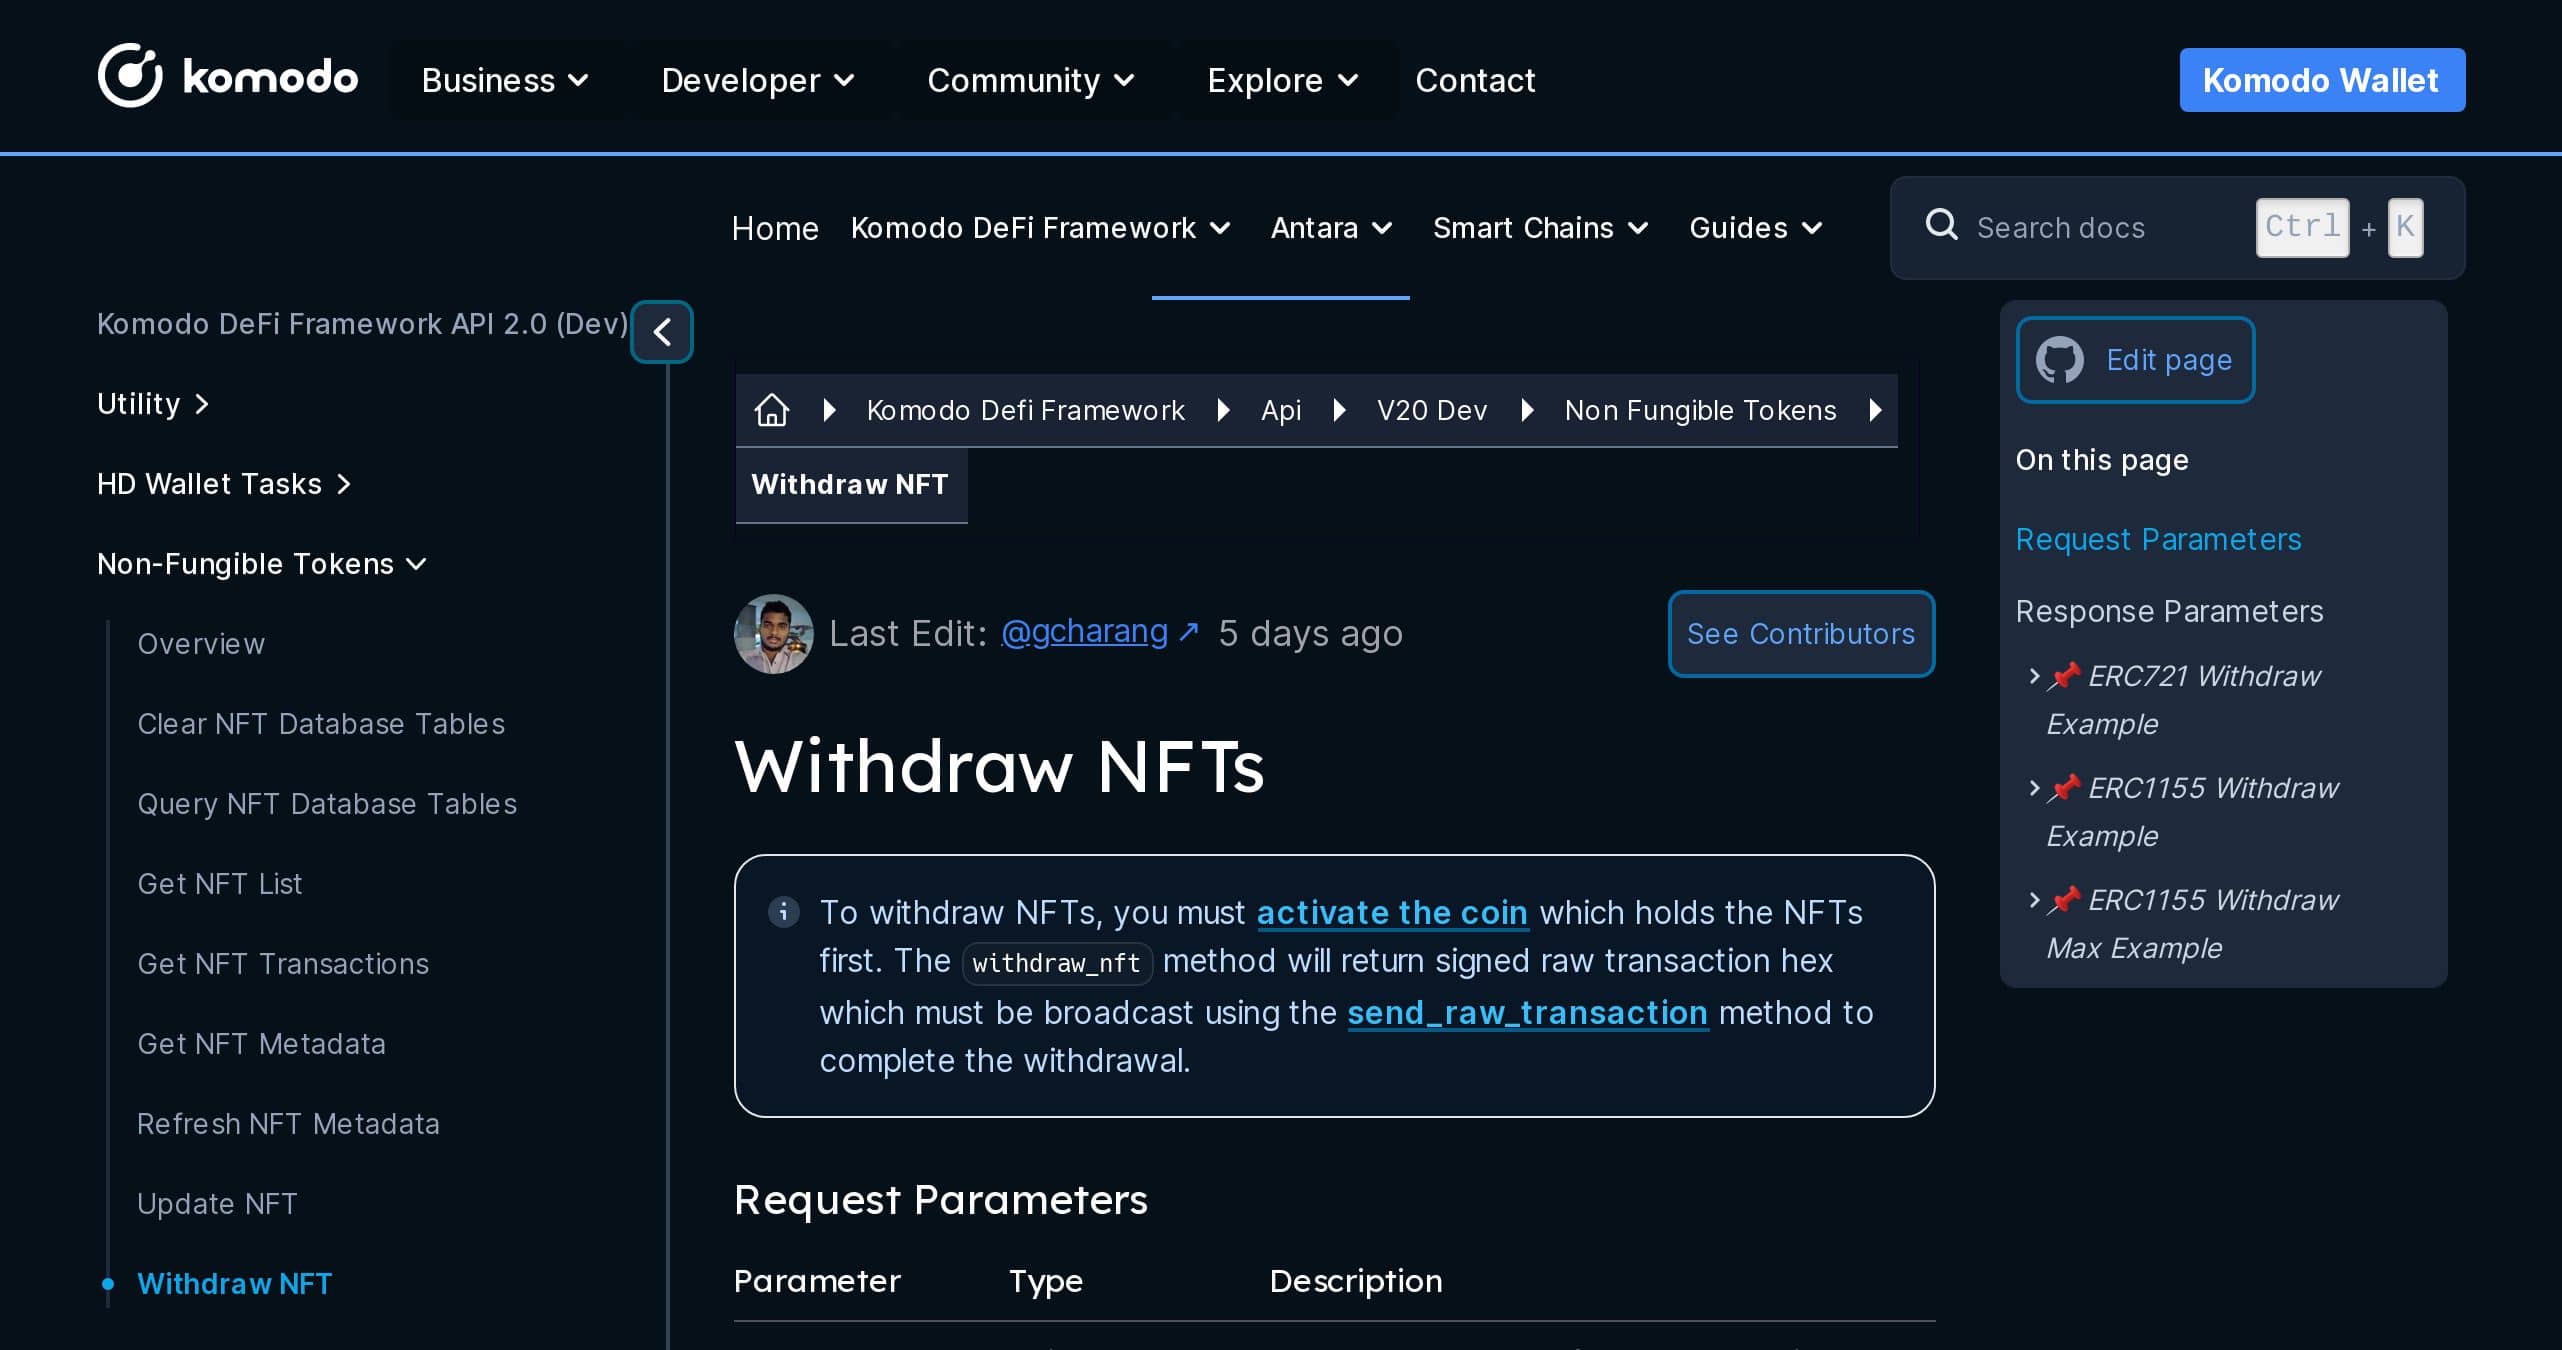 komodo
Business
Developer
Community
Explore
Contact
Komodo Wallet
Home
Komodo DeFi Framework
Antara
Smart Chains
Guides
Search docs
Ctrl + K
Komodo DeFi Framework API 2.0 (Dev)
Utility
HD Wallet Tasks
Non-Fungible Tokens
Overview
Clear NFT Database Tables
Query NFT Database Tables
Get NFT List
Get NFT Transactions
Get NFT Metadata
Refresh NFT Metadata
Update NFT
Withdraw NFT
Komodo Defi Framework
Api
V20 Dev
Non Fungible Tokens
Withdraw NFT
Last Edit: @gcharang ↗ 5 days ago
See Contributors
Withdraw NFTs
To withdraw NFTs, you must activate the coin which holds the NFTs
first. The withdraw_nft method will return signed raw transaction hex
which must be broadcast using the send_raw_transaction method to
complete the withdrawal.
Request Parameters
Parameter Type Description
Edit page
On this page
Request Parameters
Response Parameters
📌 ERC721 Withdraw
Example
📌 ERC1155 Withdraw
Example
📌 ERC1155 Withdraw
Max Example